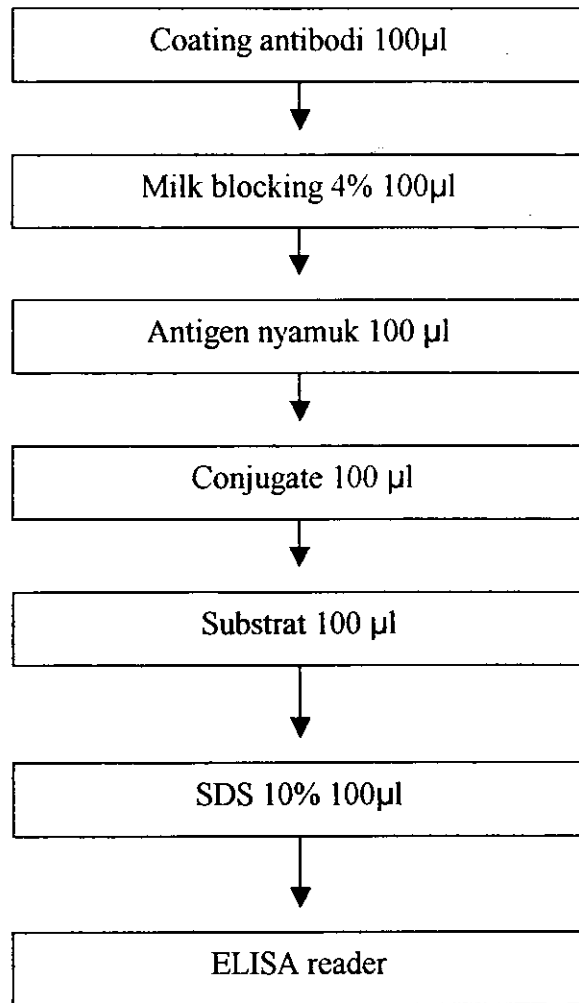 Coating antibodi 100µl
Milk blocking 4% 100µl
Antigen nyamuk 100 µl
Conjugate 100 µl
Substrat 100 µl
SDS 10% 100µl
ELISA reader